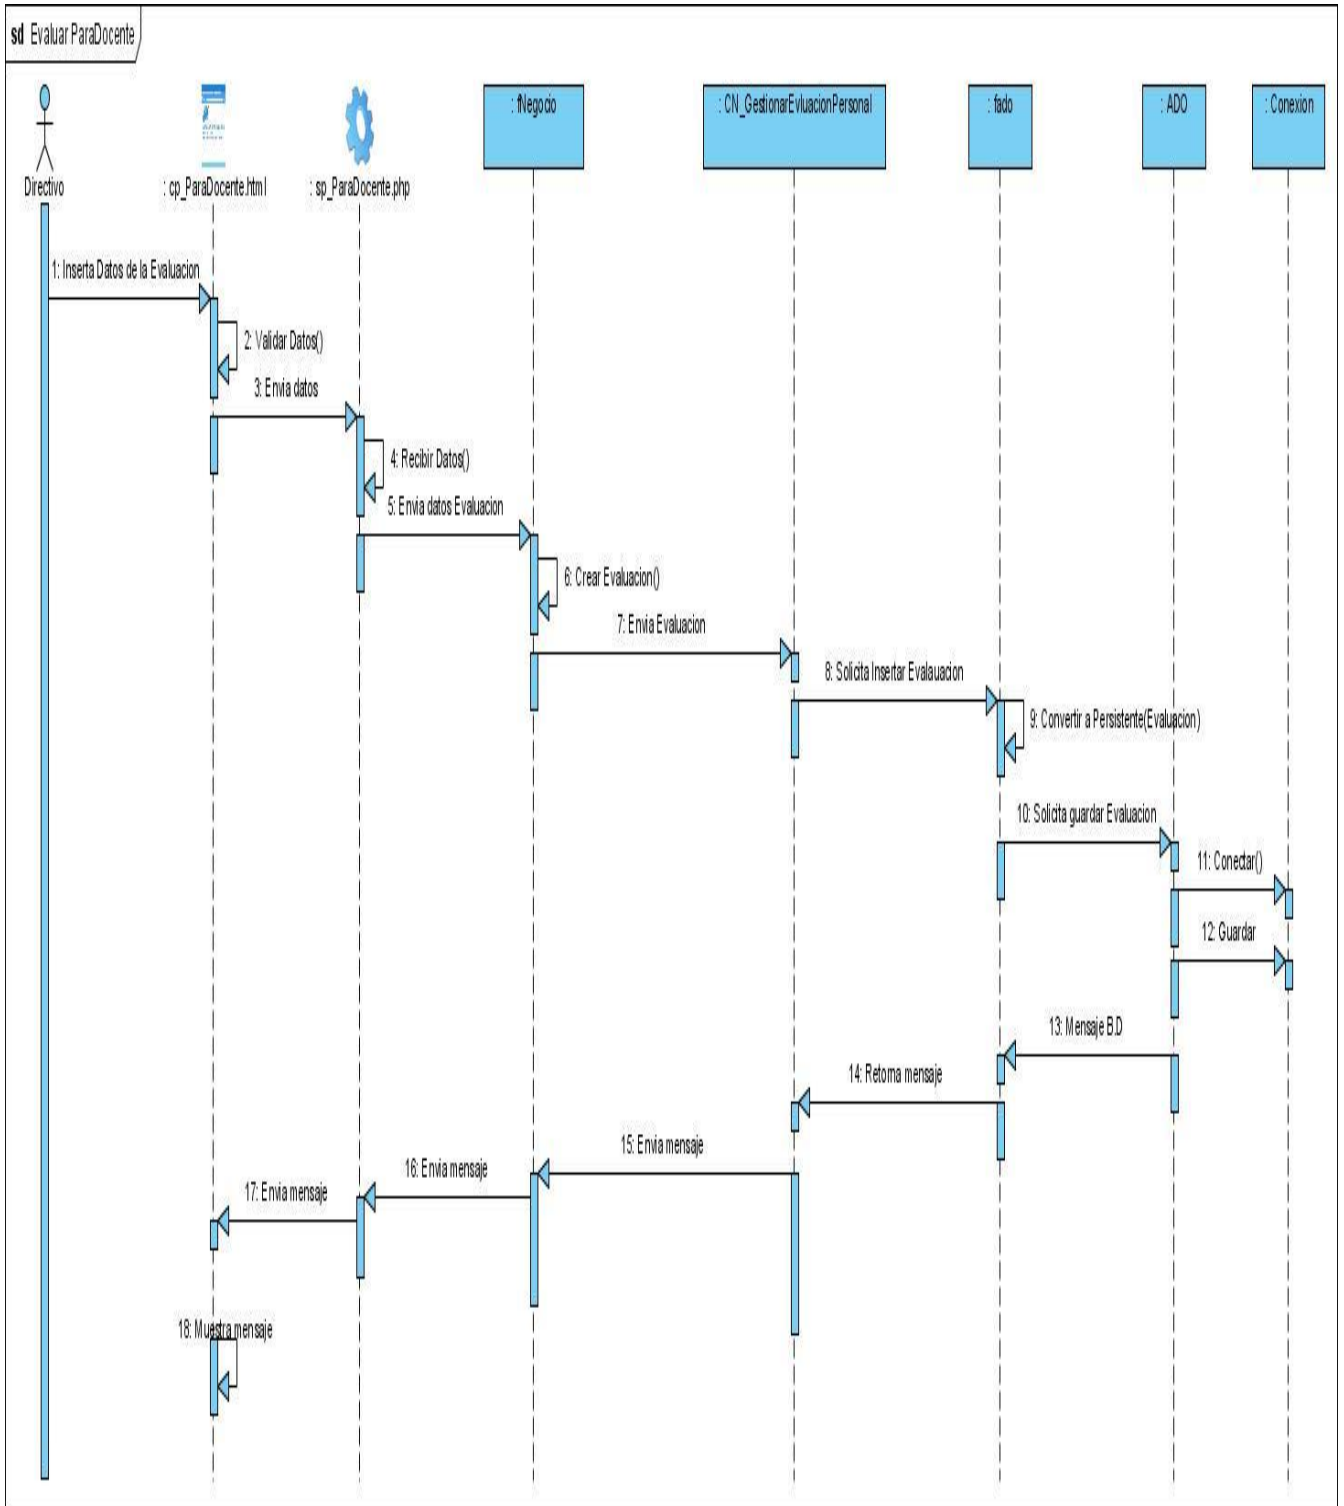 sd Evaluar ParaDocente
Directivo
: cp_ParaDocente.html
: sp_ParaDocente.php
: fNegocio
: CN_GestionarEvluacionPersonal
: fado
: ADO
: Conexion
1: Inserta Datos de la Evaluacion
2: Validar Datos()
3: Envia datos
4: Recibir Datos()
5: Envia datos Evaluacion
6: Crear Evaluacion()
7: Envia Evaluacion
8: Solicita Insertar Evalauacion
9: Convertir a Persistente(Evaluacion)
10: Solicita guardar Evaluacion
11: Conectar()
12: Guardar
13: Mensaje B.D
14: Retorna mensaje
15: Envia mensaje
16: Envia mensaje
17: Envia mensaje
18: Muestra mensaje